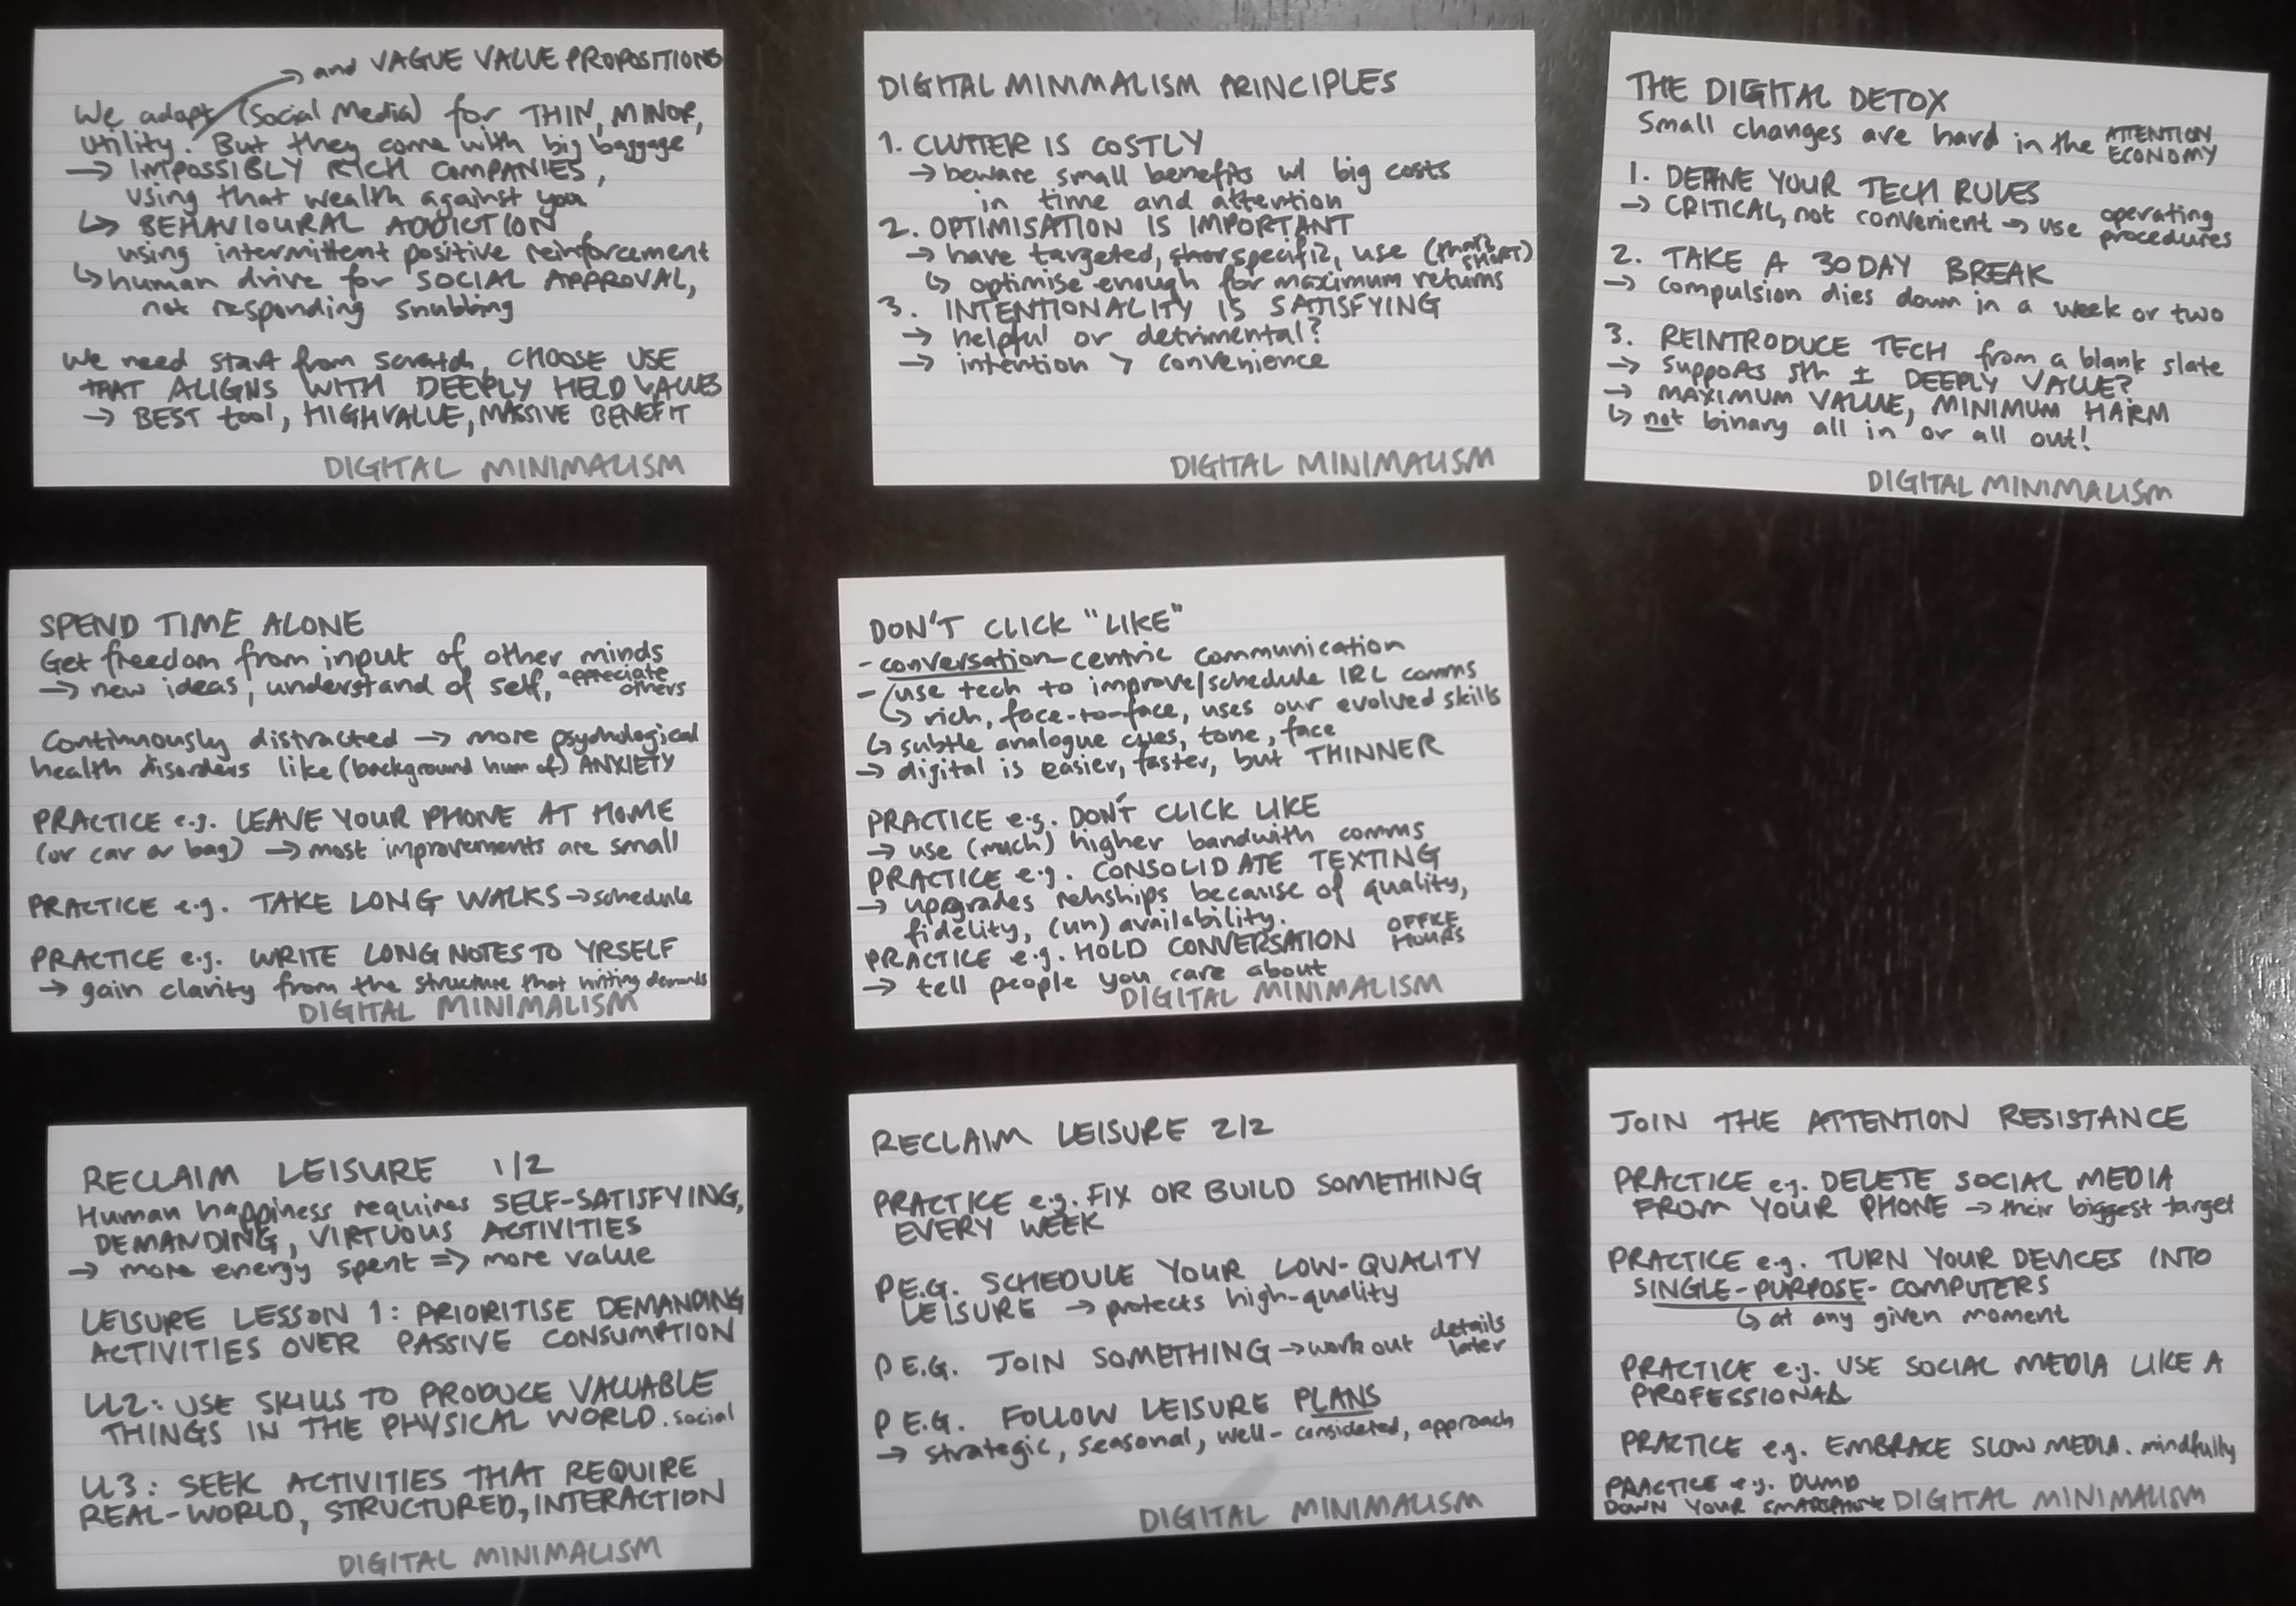 and VAGUE VALUE PROPOSITIONS
We adapt (Social Media) for THIN, MINOR,
utility. But they come with big baggage
→ IMPOSSIBLY RICH COMPANIES,
using that wealth against you
↳ BEHAVIOURAL ADDICTION
using intermittent positive reinforcement
↳ human drive for SOCIAL APPROVAL,
not responding snubbing
We need start from scratch, CHOOSE USE
THAT ALIGNS WITH DEEPLY HELD VALUES
→ BEST tool, HIGH VALUE, MASSIVE BENEFIT
DIGITAL MINIMALISM
DIGITAL MINIMALISM PRINCIPLES
1. CLUTTER IS COSTLY
→ beware small benefits w/ big costs
in time and attention
2. OPTIMISATION IS IMPORTANT
→ have targeted, specific, use (SMART)
↳ optimise enough for maximum returns
3. INTENTIONALITY IS SATISFYING
→ helpful or detrimental?
→ intention > convenience
DIGITAL MINIMALISM
THE DIGITAL DETOX
Small changes are hard in the ATTENTION ECONOMY
1. DEFINE YOUR TECH RULES
→ CRITICAL, not convenient → use operating procedures
2. TAKE A 30 DAY BREAK
→ compulsion dies down in a week or two
3. REINTRODUCE TECH from a blank slate
→ supports sth I DEEPLY VALUE?
→ MAXIMUM VALUE, MINIMUM HARM
↳ not binary all in or all out!
DIGITAL MINIMALISM
SPEND TIME ALONE
Get freedom from input of other minds
→ new ideas, understand of self, appreciate others
Continuously distracted → more psychological
health disorders like (background hum of) ANXIETY
PRACTICE e.g. LEAVE YOUR PHONE AT HOME
(or car or bag) → most improvements are small
PRACTICE e.g. TAKE LONG WALKS → schedule
PRACTICE e.g. WRITE LONG NOTES TO YRSELF
→ gain clarity from the structure that writing demands
DIGITAL MINIMALISM
DON'T CLICK "LIKE"
- conversation-centric communication
- use tech to improve/schedule IRL comms
↳ rich, face-to-face, uses our evolved skills
↳ subtle analogue cues, tone, face
→ digital is easier, faster, but THINNER
PRACTICE e.g. DON'T CLICK LIKE
→ use (much) higher bandwith comms
PRACTICE e.g. CONSOLIDATE TEXTING
→ upgrades relnships because of quality,
fidelity, (un)availability.
PRACTICE e.g. HOLD CONVERSATION OFFICE HOURS
→ tell people you care about
DIGITAL MINIMALISM
RECLAIM LEISURE 1/2
Human happiness requires SELF-SATISFYING,
DEMANDING, VIRTUOUS ACTIVITIES
→ more energy spent => more value
LEISURE LESSON 1: PRIORITISE DEMANDING
ACTIVITIES OVER PASSIVE CONSUMPTION
LL2: USE SKILLS TO PRODUCE VALUABLE
THINGS IN THE PHYSICAL WORLD. social
LL3: SEEK ACTIVITIES THAT REQUIRE
REAL-WORLD, STRUCTURED, INTERACTION
DIGITAL MINIMALISM
RECLAIM LEISURE 2/2
PRACTICE e.g. FIX OR BUILD SOMETHING
EVERY WEEK
P E.G. SCHEDULE YOUR LOW-QUALITY
LEISURE → protects high-quality
P E.G. JOIN SOMETHING → work out details later
P E.G. FOLLOW LEISURE PLANS
→ strategic, seasonal, well-considered, approach
DIGITAL MINIMALISM
JOIN THE ATTENTION RESISTANCE
PRACTICE e.g. DELETE SOCIAL MEDIA
FROM YOUR PHONE → their biggest target
PRACTICE e.g. TURN YOUR DEVICES INTO
SINGLE-PURPOSE-COMPUTERS
↳ at any given moment
PRACTICE e.g. USE SOCIAL MEDIA LIKE A
PROFESSIONAL
PRACTICE e.g. EMBRACE SLOW MEDIA. mindfully
PRACTICE e.g. DUMB
DOWN YOUR SMARTPHONE
DIGITAL MINIMALISM